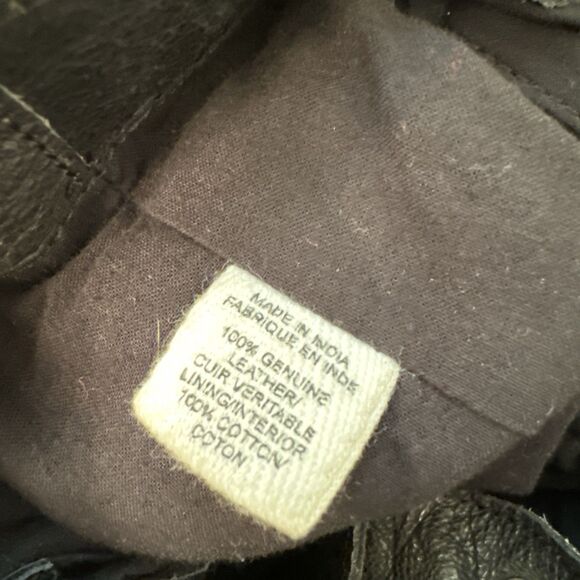 MADE IN INDIA
FABRIQUE EN INDE
100% GENUINE
LEATHER/
CUIR VERITABLE
LINING/INTERIOR
100% COTTON/
COTON